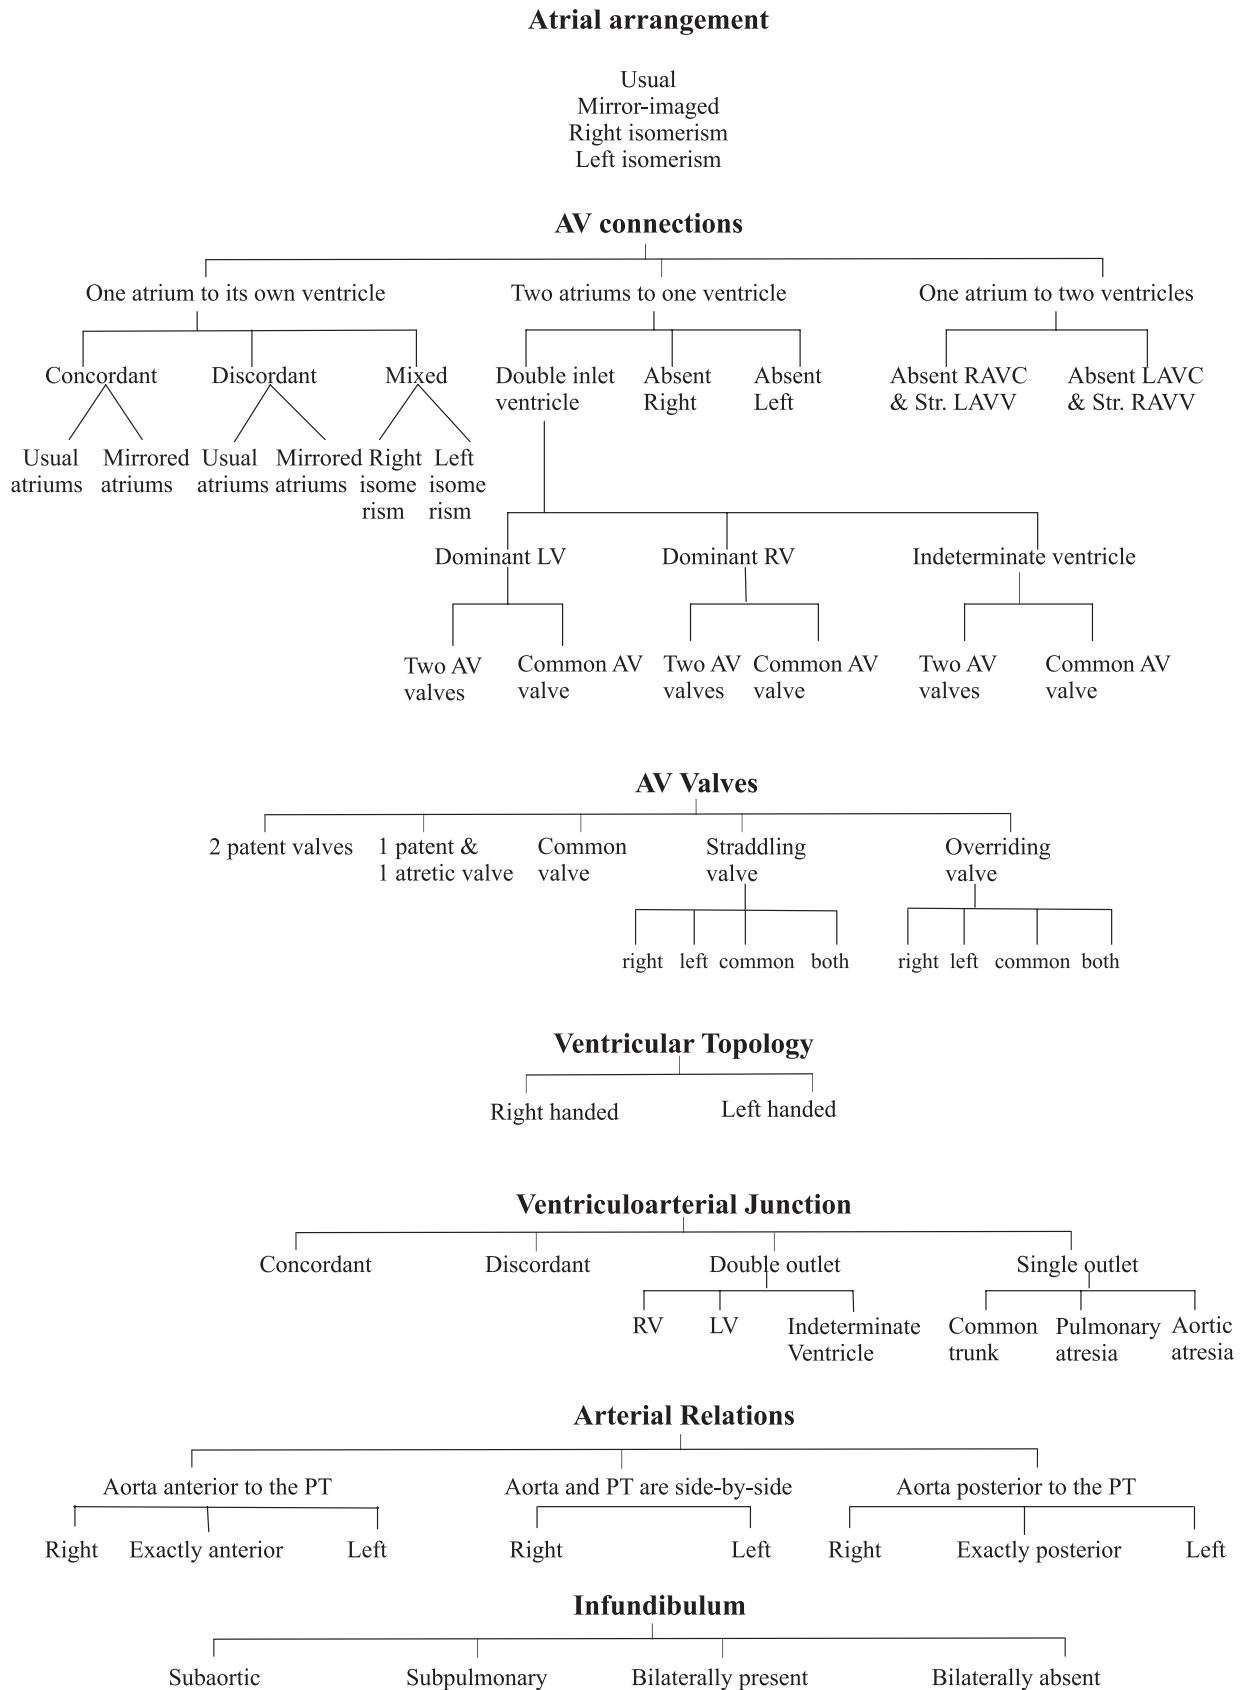 Atrial arrangement
Usual
Mirror-imaged
Right isomerism
Left isomerism
AV connections
One atrium to its own ventricle
Two atriums to one ventricle
One atrium to two ventricles
Concordant
Discordant
Mixed
Double inlet
ventricle
Absent
Right
Absent
Left
Absent RAVC
& Str. LAVV
Absent LAVC
& Str. RAVV
Usual
atriums
Mirrored
atriums
Usual
atriums
Mirrored
atriums
Right
isome
rism
Left
isome
rism
Dominant LV
Dominant RV
Indeterminate ventricle
Two AV
valves
Common AV
valve
Two AV
valves
Common AV
valve
Two AV
valves
Common AV
valve
AV Valves
2 patent valves
1 patent &
1 atretic valve
Common
valve
Straddling
valve
Overriding
valve
right
left
common
both
right
left
common
both
Ventricular Topology
Right handed
Left handed
Ventriculoarterial Junction
Concordant
Discordant
Double outlet
Single outlet
RV
LV
Indeterminate
Ventricle
Common
trunk
Pulmonary
atresia
Aortic
atresia
Arterial Relations
Aorta anterior to the PT
Aorta and PT are side-by-side
Aorta posterior to the PT
Right
Exactly anterior
Left
Right
Left
Right
Exactly posterior
Left
Infundibulum
Subaortic
Subpulmonary
Bilaterally present
Bilaterally absent